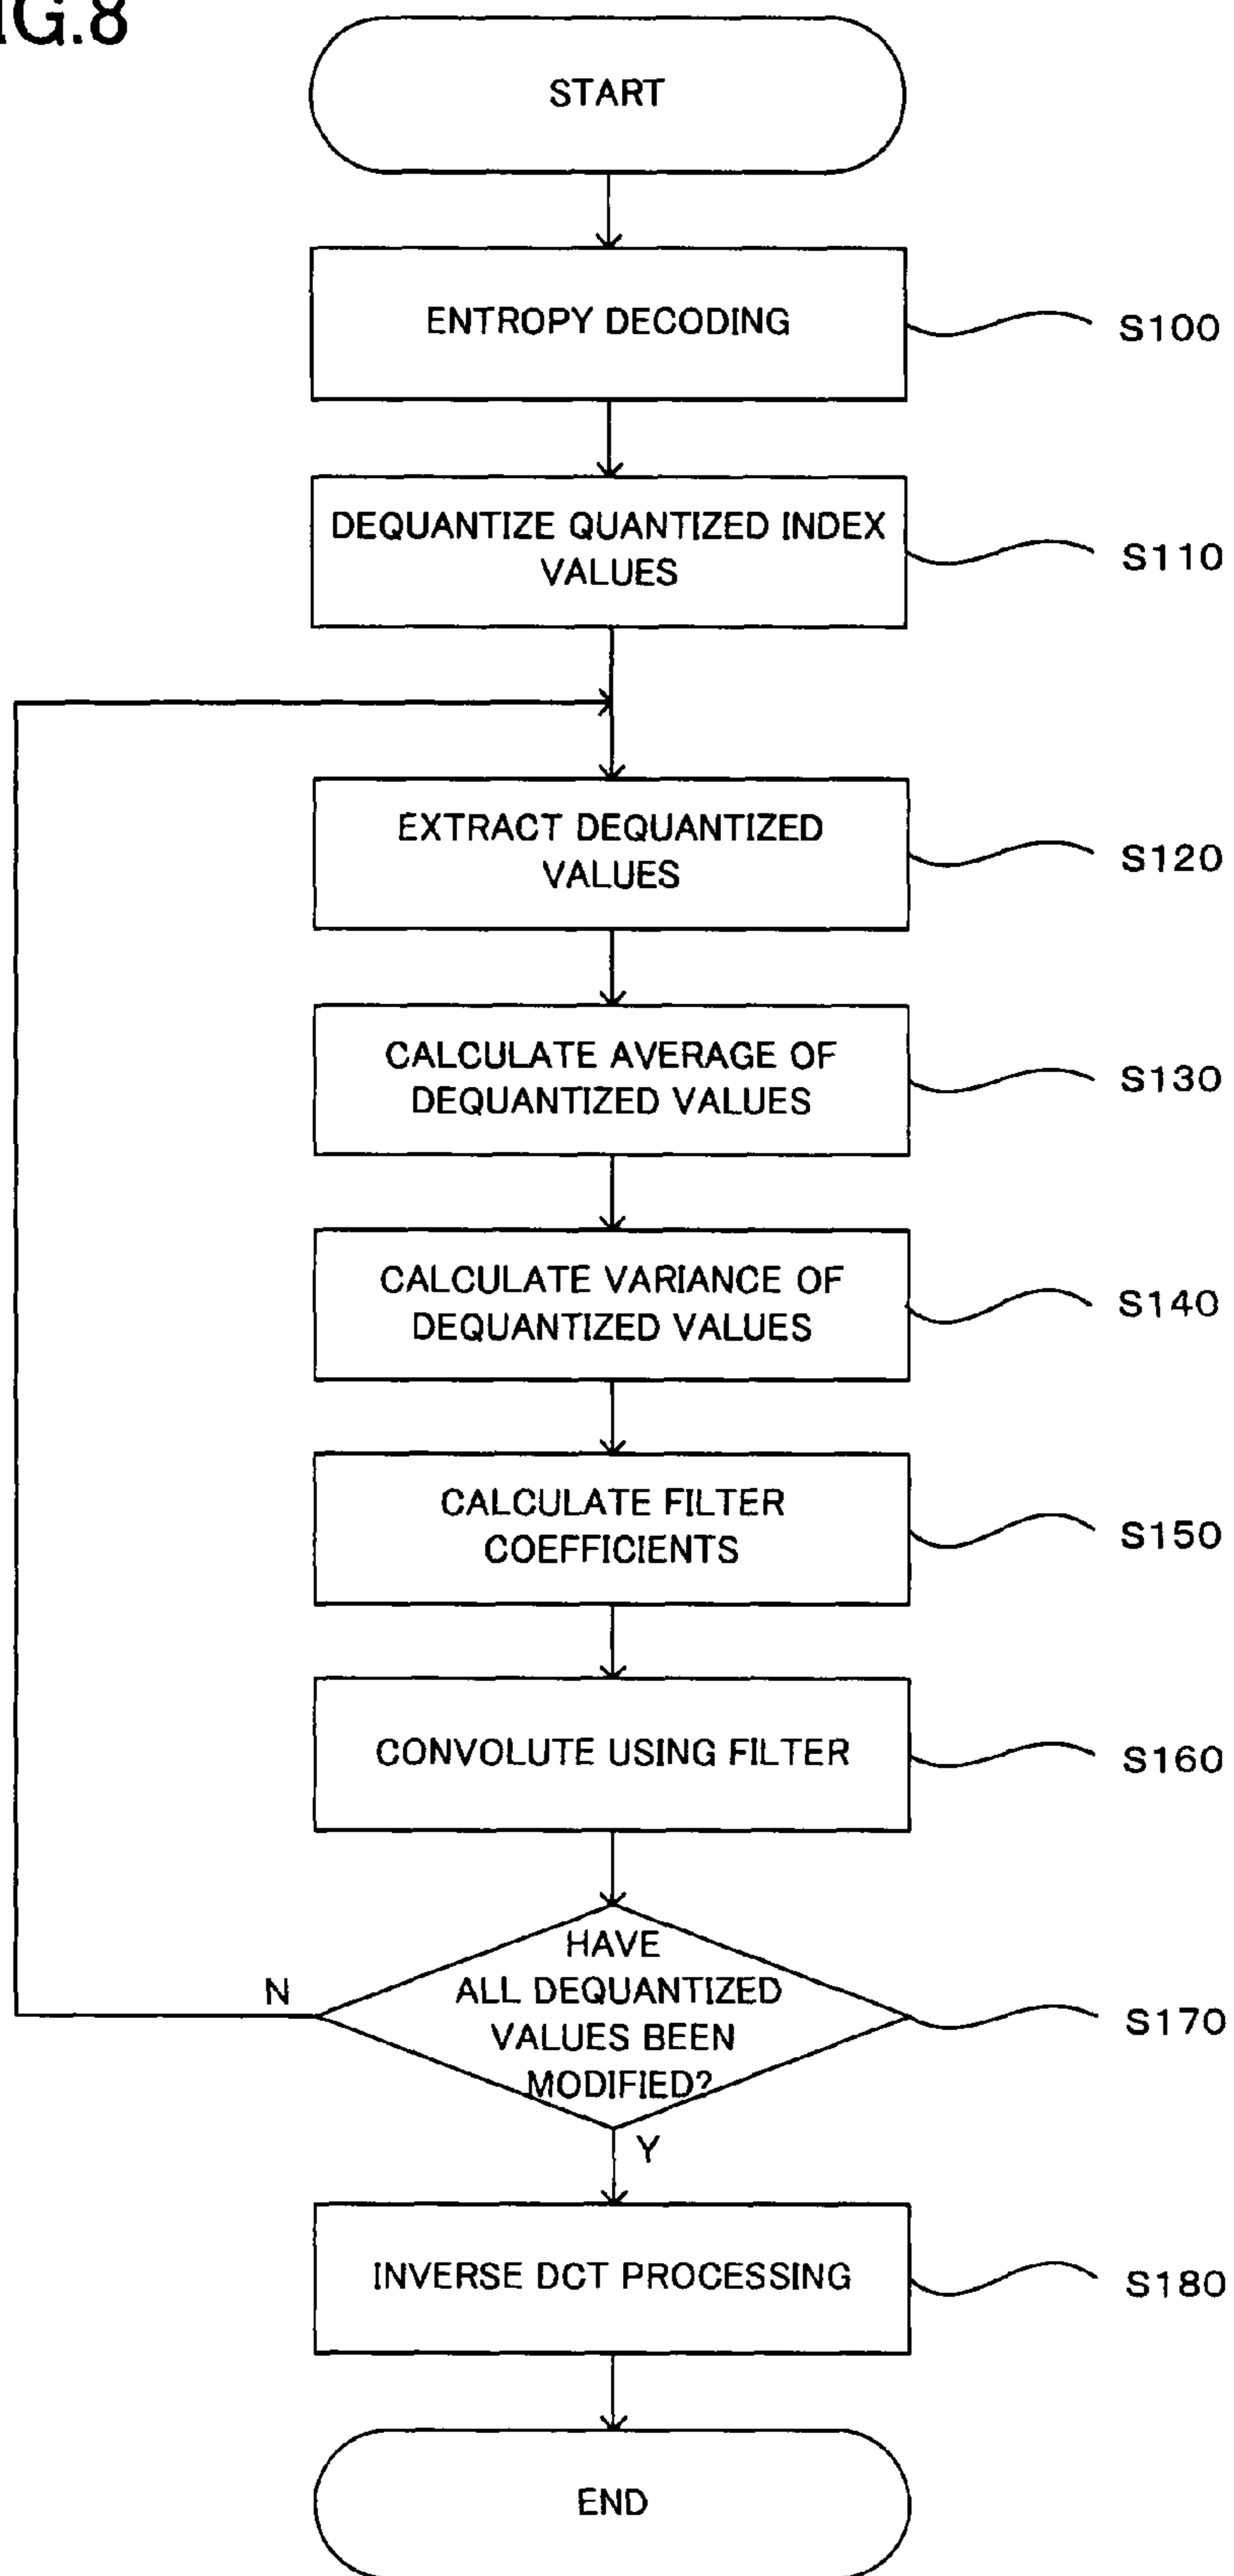 IG.8
START
ENTROPY DECODING
S100
DEQUANTIZE QUANTIZED INDEX
VALUES
S110
EXTRACT DEQUANTIZED
VALUES
S120
CALCULATE AVERAGE OF
DEQUANTIZED VALUES
S130
CALCULATE VARIANCE OF
DEQUANTIZED VALUES
S140
CALCULATE FILTER
COEFFICIENTS
S150
CONVOLUTE USING FILTER
S160
HAVE
ALL DEQUANTIZED
VALUES BEEN
MODIFIED?
N
S170
Y
INVERSE DCT PROCESSING
S180
END